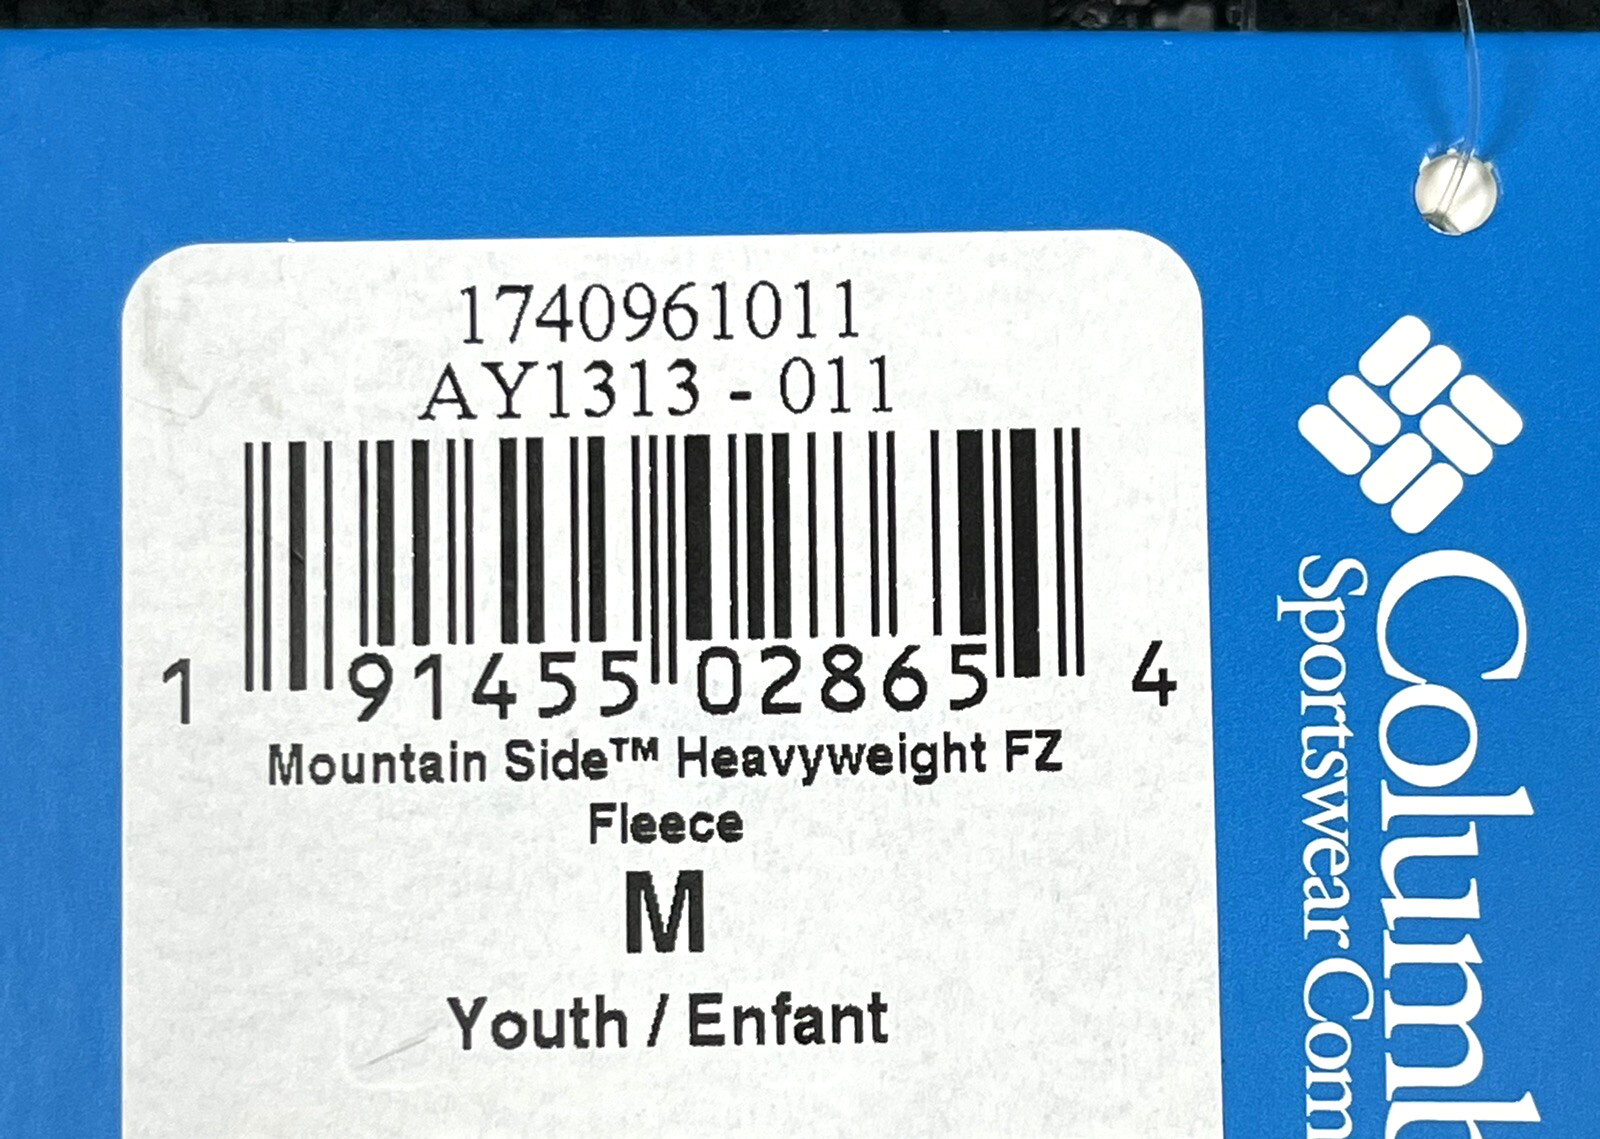 1740961011
AY1313 - 011
1 91455 02865 4
Mountain Side™ Heavyweight FZ
Fleece
M
Youth / Enfant
Columb
Sportswear Com